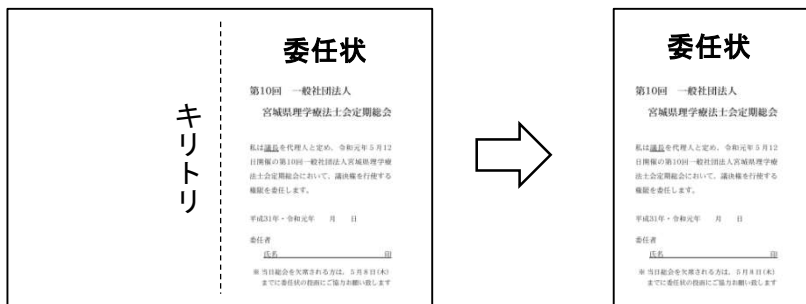 キリトリ
委任状
第10回 一般社団法人
宮城県理学療法士会定期総会
私は議長を代理人と定め、令和元年5月12
日開催の第10回一般社団法人宮城県理学療
法士会定期総会において、議決権を行使する
権限を委任します。
平成31年・令和元年 月 日
委任者
氏名 印
※ 当日総会を欠席される方は、5月8日(水)
までに委任状の投函にご協力お願い致します
委任状
第10回 一般社団法人
宮城県理学療法士会定期総会
私は議長を代理人と定め、令和元年5月12
日開催の第10回一般社団法人宮城県理学療
法士会定期総会において、議決権を行使する
権限を委任します。
平成31年・令和元年 月 日
委任者
氏名 印
※ 当日総会を欠席される方は、5月8日(水)
までに委任状の投函にご協力お願い致します